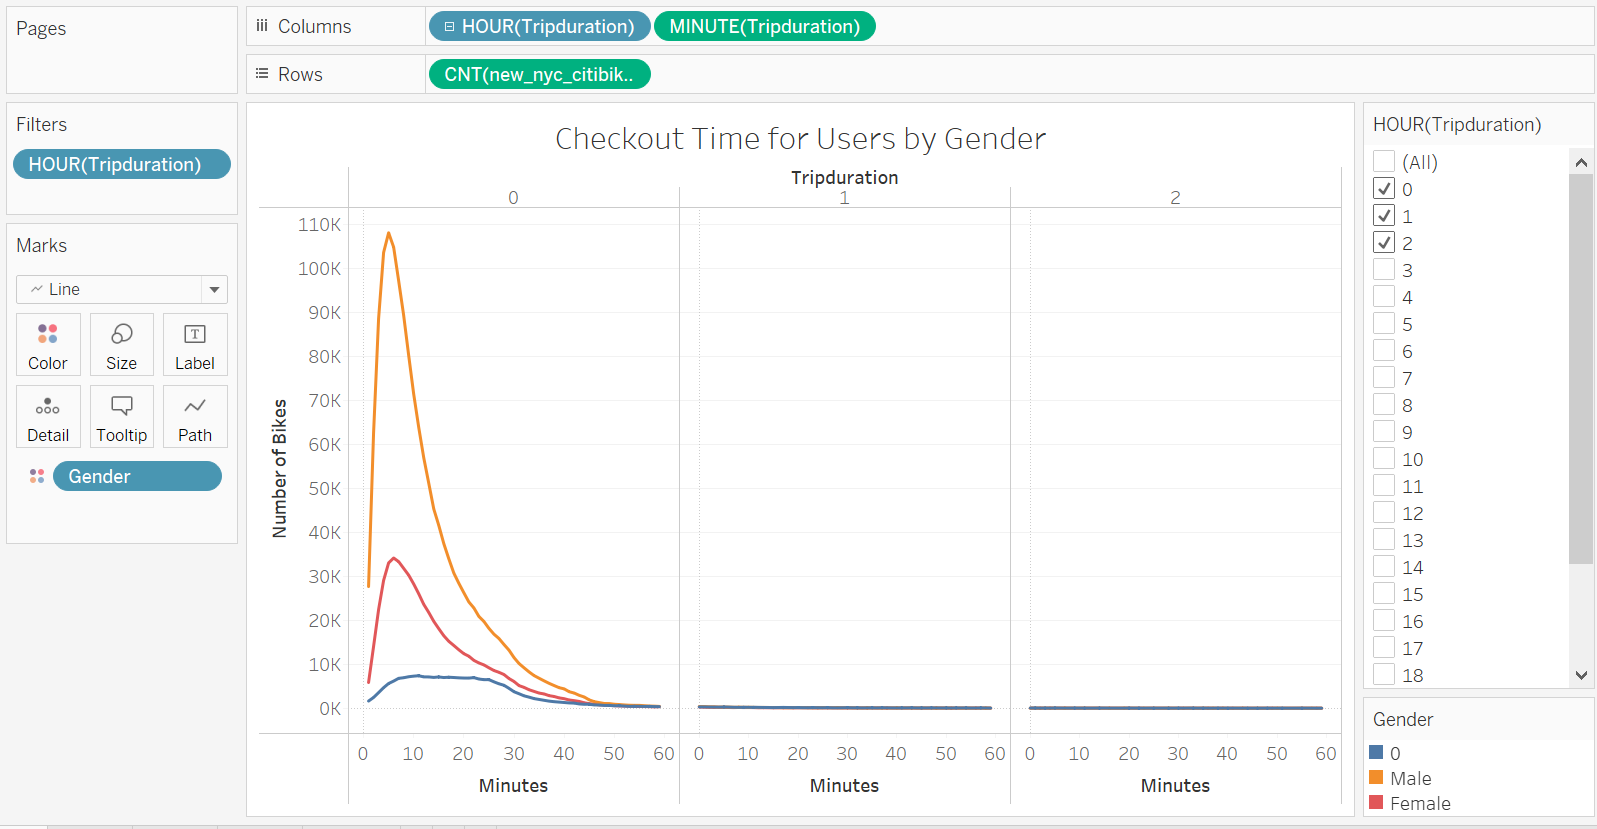 Pages
Columns
HOUR(Tripduration)
MINUTE(Tripduration)
Rows
CNT(new_nyc_citibik..
Filters
HOUR(Tripduration)
Marks
Line
Color
Size
Label
Detail
Tooltip
Path
Gender
Checkout Time for Users by Gender
Tripduration
0 1 2
Number of Bikes
110K
100K
90K
80K
70K
60K
50K
40K
30K
20K
10K
0K
0 10 20 30 40 50 60 0 10 20 30 40 50 60 0 10 20 30 40 50 60
Minutes Minutes Minutes
HOUR(Tripduration)
(All)
0
1
2
3
4
5
6
7
8
9
10
11
12
13
14
15
16
17
18
Gender
0
Male
Female